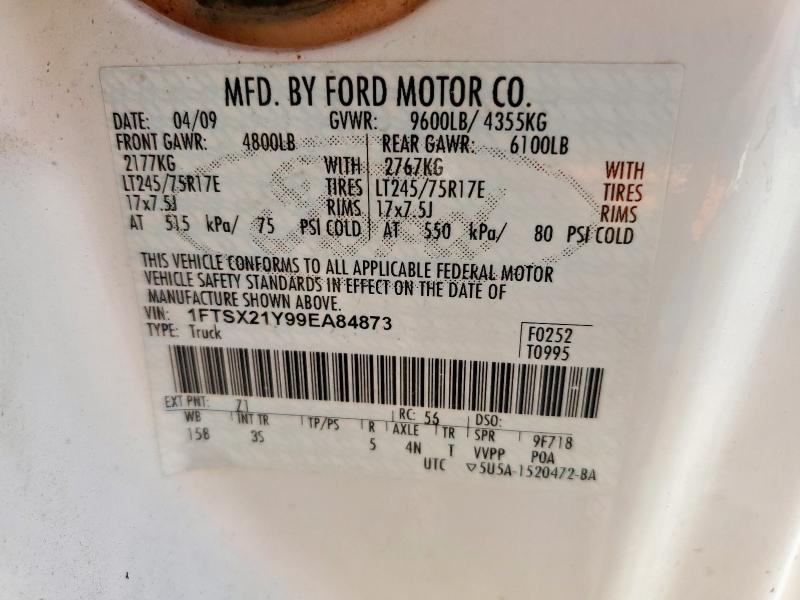 MFD. BY FORD MOTOR CO.
DATE: 04/09 GVWR: 9600LB/ 4355KG
FRONT GAWR: 4800LB REAR GAWR: 6100LB
2177KG WITH 2767KG WITH
LT245/75R17E TIRES LT245/75R17E TIRES
17x7.5J RIMS 17x7.5J RIMS
AT 515 kPa/ 75 PSI COLD AT 550 kPa/ 80 PSI COLD
THIS VEHICLE CONFORMS TO ALL APPLICABLE FEDERAL MOTOR
VEHICLE SAFETY STANDARDS IN EFFECT ON THE DATE OF
MANUFACTURE SHOWN ABOVE.
VIN: 1FTSX21Y99EA84873
TYPE: Truck F0252
T0995
EXT PNT: Z1 RC: 56 DSO:
WB INT TR TP/PS R AXLE TR SPR 9F718
158 3S 5 4N T VVPP POA
UTC ▽5U5A-1520472-BA